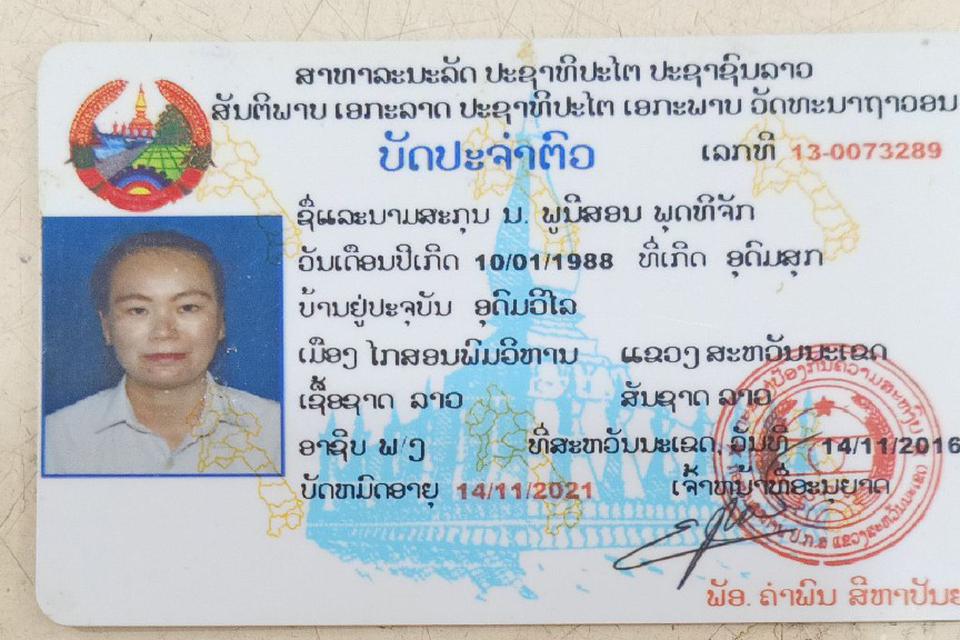 ສາທາລະນະລັດ ປະຊາທິປະໄຕ ປະຊາຊົນລາວ
ສັນຕິພາບ ເອກະລາດ ປະຊາທິປະໄຕ ເອກະພາບ ວັດທະນາຖາວອນ
ບັດປະຈຳຕົວ ເລກທີ 13-0073289
ຊື່ແລະນາມສະກຸນ ນ. ພູນີສອນ ພຸດທິຈັກ
ວັນເດືອນປີເກີດ 10/01/1988 ທີ່ເກີດ ອຸດົມສຸກ
ບ້ານຢູ່ປະຈຸບັນ ອຸດົມວິໄລ
ເມືອງ ໄກສອນພົມວິຫານ ແຂວງ ສະຫວັນນະເຂດ
ເຊື້ອຊາດ ລາວ ສັນຊາດ ລາວ
ອາຊິບ ພ/ງ ທີ່ສະຫວັນນະເຂດ, ວັນທີ 14/11/2016
ບັດຫມົດອາຍຸ 14/11/2021 ເຈົ້າຫນ້າທີ່ອະນຸຍາດ
ພັອ. ຄຳພົນ ສີຫາປັນຍ